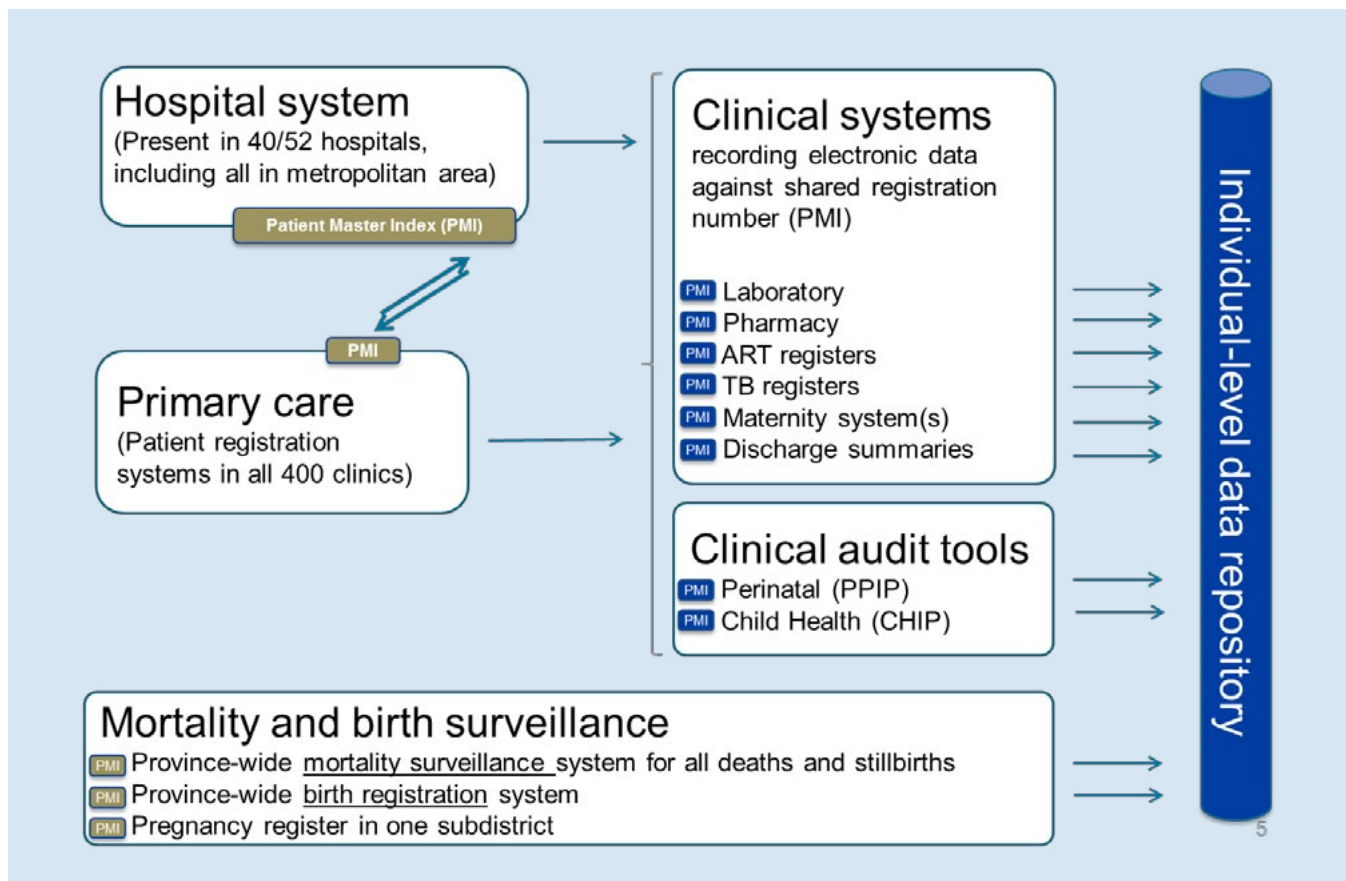 Hospital system
(Present in 40/52 hospitals,
including all in metropolitan area)
Patient Master Index (PMI)
PMI
Primary care
(Patient registration
systems in all 400 clinics)
Clinical systems
recording electronic data
against shared registration
number (PMI)
PMI Laboratory
PMI Pharmacy
PMI ART registers
PMI TB registers
PMI Maternity system(s)
PMI Discharge summaries
Clinical audit tools
PMI Perinatal (PPIP)
PMI Child Health (CHIP)
Mortality and birth surveillance
PMI Province-wide mortality surveillance system for all deaths and stillbirths
PMI Province-wide birth registration system
PMI Pregnancy register in one subdistrict
Individual-level data repository
5